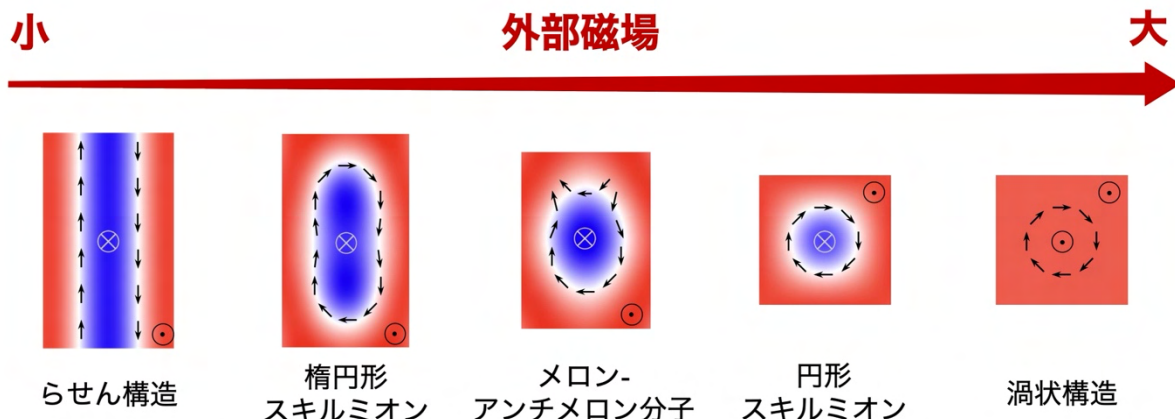 小 外部磁場 大
らせん構造
楕円形
スキルミオン
メロン-
アンチメロン分子
円形
スキルミオン
渦状構造